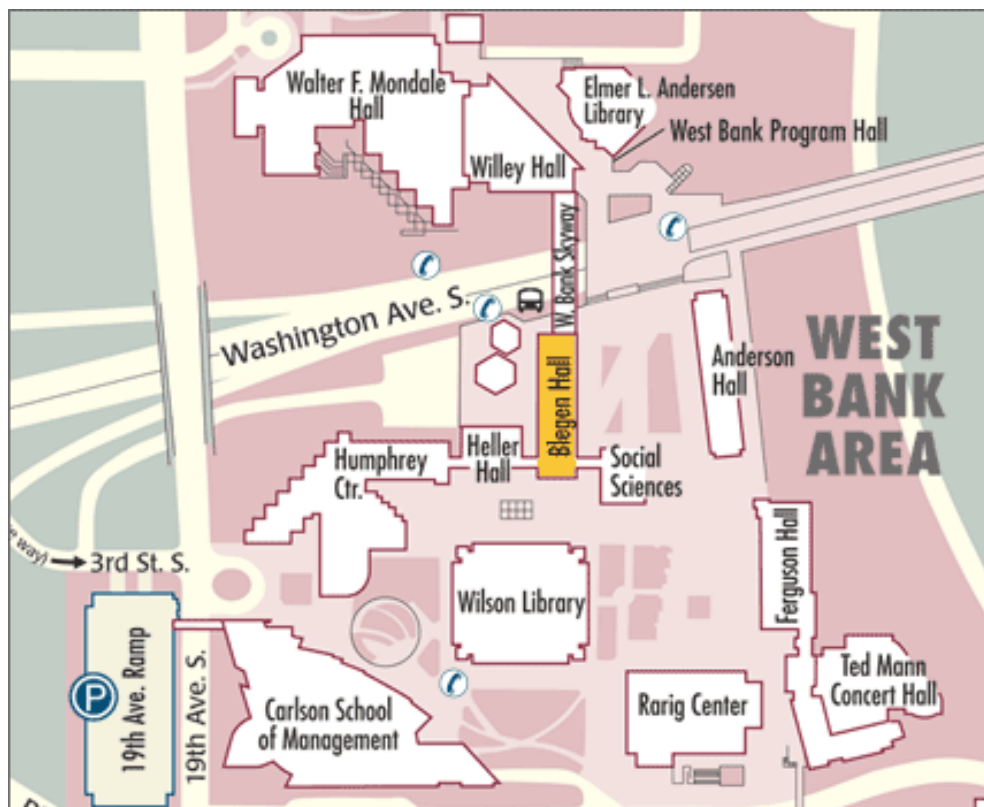 Walter F. Mondale
Hall
Elmer L. Andersen
Library
West Bank Program Hall
Willey Hall
W. Bank Skyway
Washington Ave. S.
Anderson
Hall
WEST
BANK
AREA
Blegen Hall
Heller
Hall
Humphrey
Ctr.
Social
Sciences
e way)
3rd St. S.
Ferguson Hall
Wilson Library
19th Ave. Ramp
P
19th Ave. S.
Carlson School
of Management
Rarig Center
Ted Mann
Concert Hall